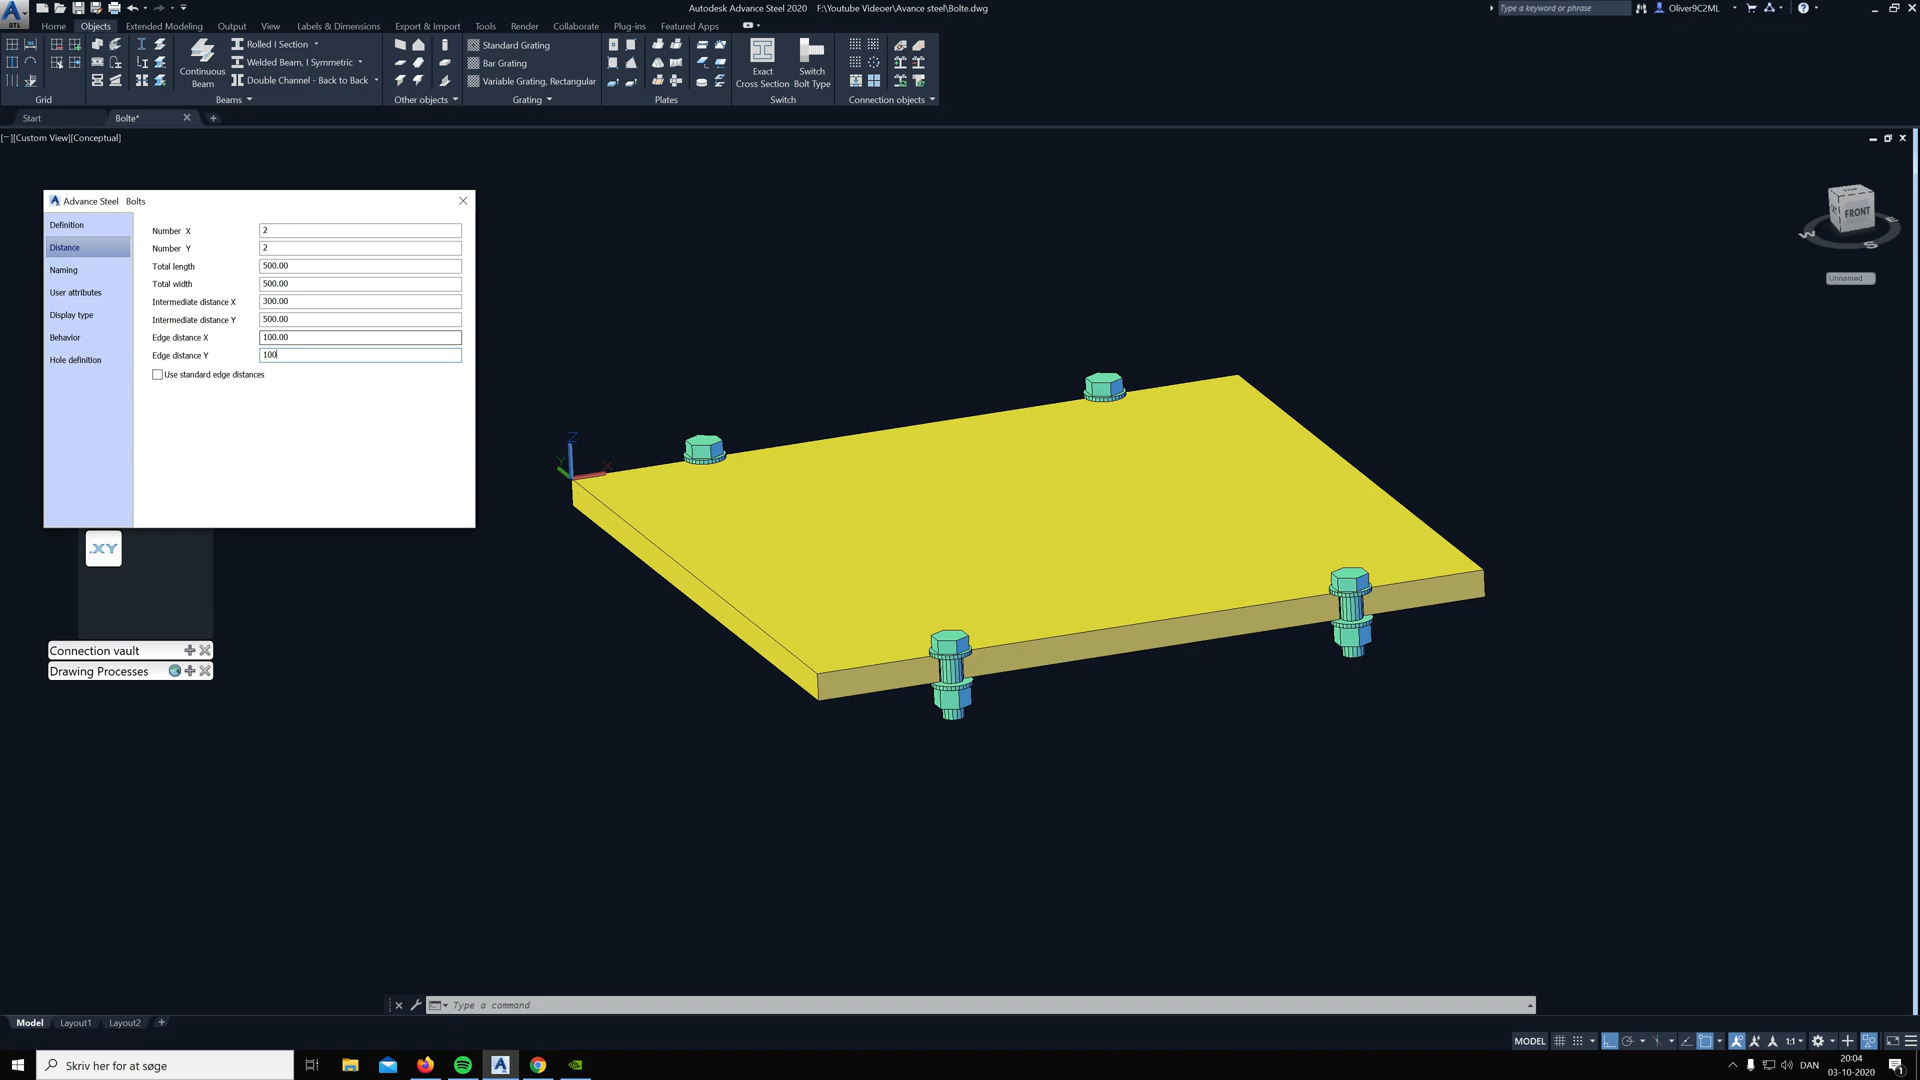 Autodesk Advance Steel 2020 F:\Youtube Videoer\Avance steel\Bolte.dwg
Type a keyword or phrase
Oliver9C2ML
STL
Home Objects Extended Modeling Output View Labels & Dimensions Export & Import Tools Render Collaborate Plug-ins Featured Apps
Continuous
Beam
Rolled I Section
Welded Beam, I Symmetric
Double Channel - Back to Back
Standard Grating
Bar Grating
Variable Grating, Rectangular
Exact
Cross Section
Switch
Bolt Type
Grid Beams Other objects Grating Plates Switch Connection objects
Start Bolte*
[−][Custom View][Conceptual]
Advance Steel Bolts
Definition
Distance
Naming
User attributes
Display type
Behavior
Hole definition
Number X 2
Number Y 2
Total length 500.00
Total width 500.00
Intermediate distance X 300.00
Intermediate distance Y 500.00
Edge distance X 100.00
Edge distance Y 100
Use standard edge distances
TOP
FRONT
W
S
E
Unnamed
Z
Y
X
.XY
Connection vault
Drawing Processes
Type a command
Model Layout1 Layout2
MODEL 1:1
Skriv her for at søge
DAN
20:04
03-10-2020
1